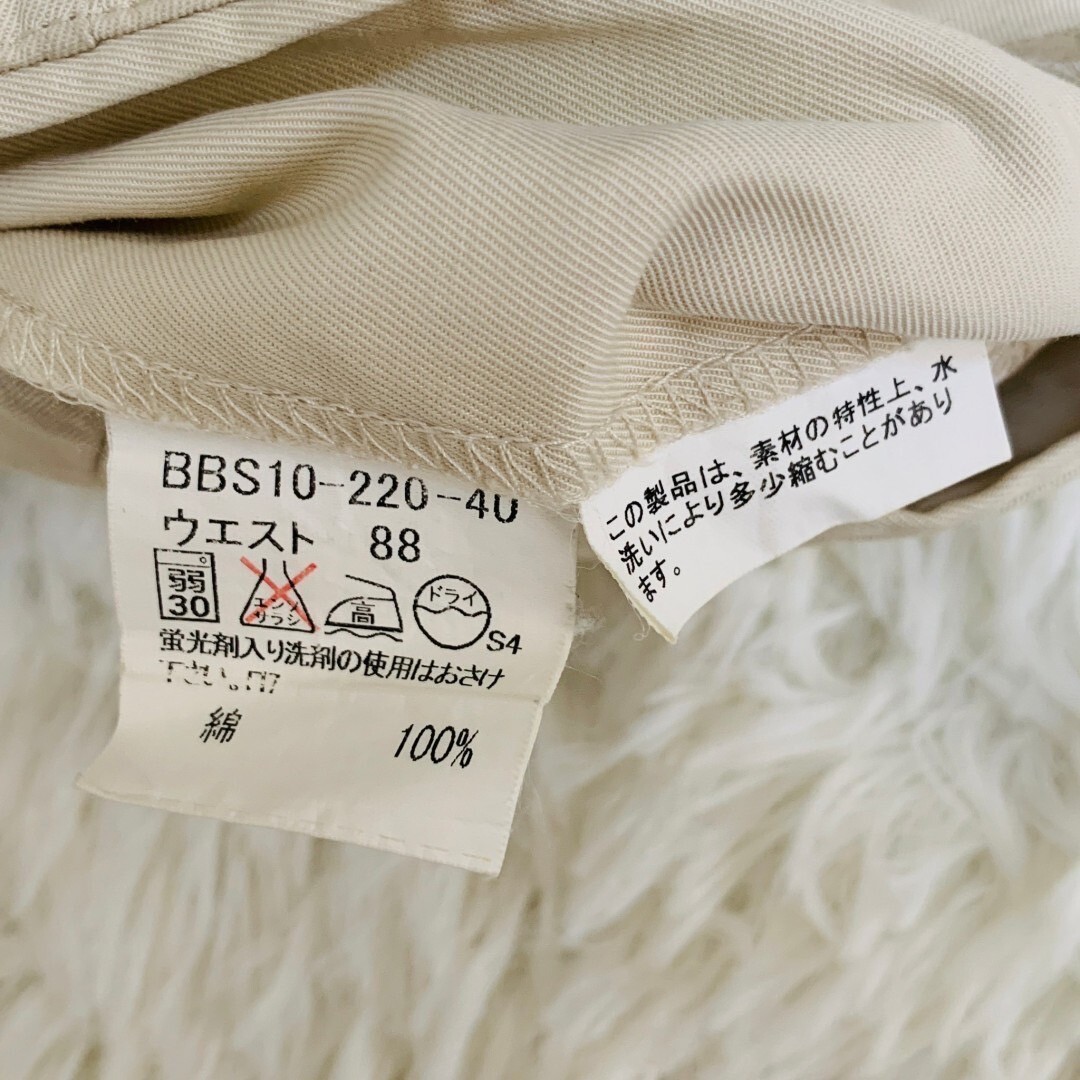 BBS10-220-40
ウエスト 88
弱
30
エンソ
サラシ
高
ドライ
S4
蛍光剤入り洗剤の使用はおさけ
下さい。
綿 100%
この製品は、素材の特性上、水
洗いにより多少縮むことがあり
ます。